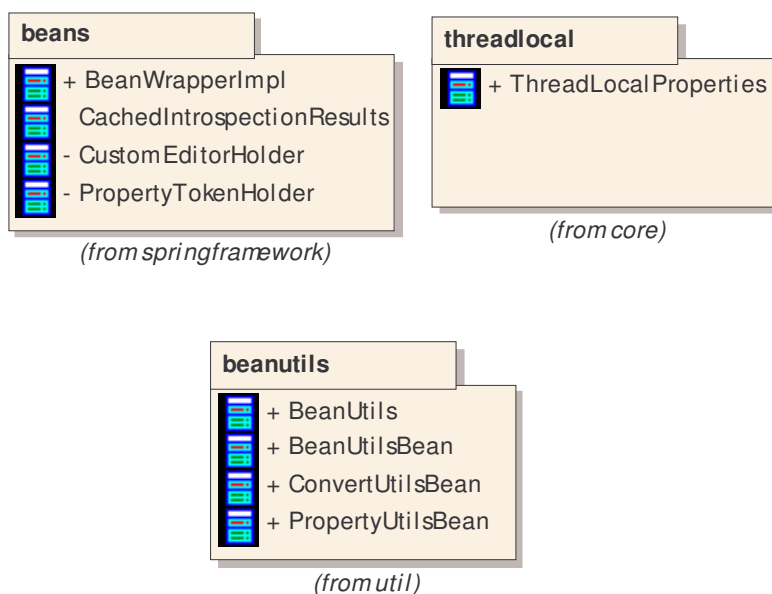 beans
+ BeanWrapperImpl
CachedIntrospectionResults
- CustomEditorHolder
- PropertyTokenHolder
(from springframework)
threadlocal
+ ThreadLocalProperties
(from core)
beanutils
+ BeanUtils
+ BeanUtilsBean
+ ConvertUtilsBean
+ PropertyUtilsBean
(from util)